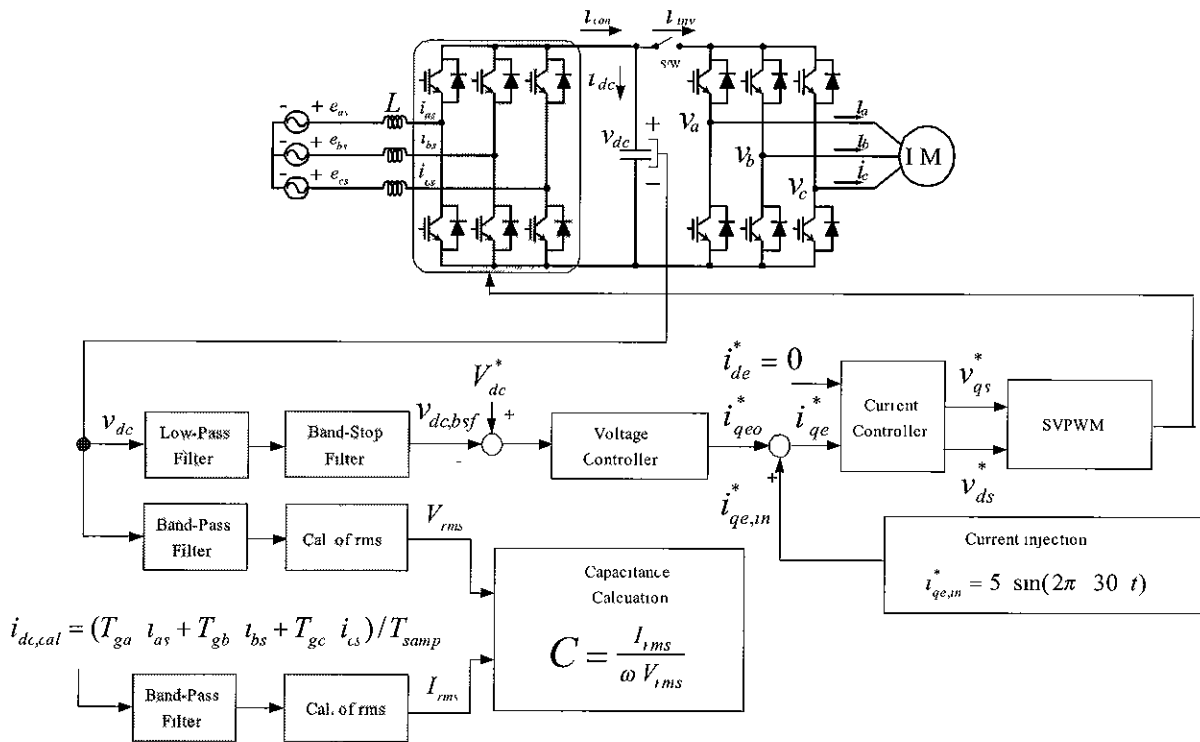 i_con i_inv
s/w
i_dc
- + e_as L i_as
- + e_bs i_bs
- + e_cs i_cs
v_dc + −
v_a v_b v_c
i_a
i_b
i_c
IM
v_dc
Low-Pass
Filter
Band-Stop
Filter
v_dc,bsf
V*_dc
+
-
Voltage
Controller
i*_qeo
i*_de = 0
i*_qe
+
i*_qe,in
Current
Controller
v*_qs
v*_ds
SVPWM
Current injection
i*_qe,in = 5 sin(2π 30 t)
Band-Pass
Filter
Cal. of rms
V_rms
Capacitance
Calcuation
C = I_rms / ω V_rms
i_dc,cal = (T_ga i_as + T_gb i_bs + T_gc i_cs) / T_samp
Band-Pass
Filter
Cal. of rms
I_rms